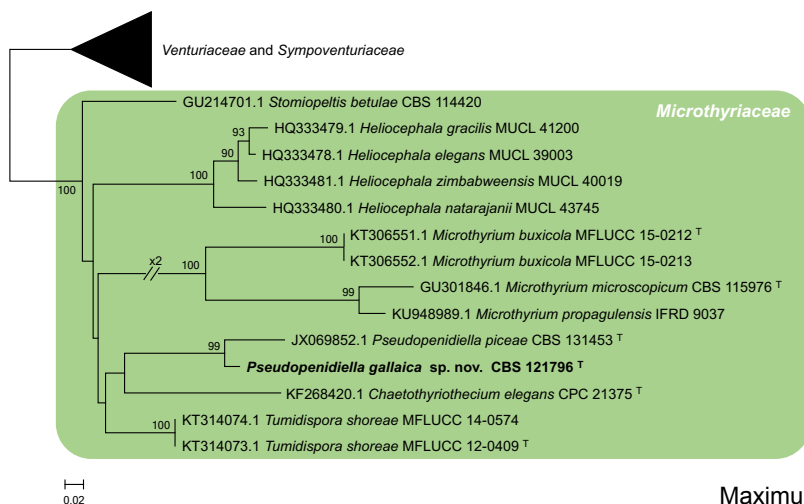 Venturiaceae and Sympoventuriaceae
Microthyriaceae
GU214701.1 Stomiopeltis betulae CBS 114420
93
HQ333479.1 Heliocephala gracilis MUCL 41200
90
HQ333478.1 Heliocephala elegans MUCL 39003
100
100
HQ333481.1 Heliocephala zimbabweensis MUCL 40019
HQ333480.1 Heliocephala natarajanii MUCL 43745
100
KT306551.1 Microthyrium buxicola MFLUCC 15-0212 T
x2
100
KT306552.1 Microthyrium buxicola MFLUCC 15-0213
99
GU301846.1 Microthyrium microscopicum CBS 115976 T
KU948989.1 Microthyrium propagulensis IFRD 9037
99
JX069852.1 Pseudopenidiella piceae CBS 131453 T
Pseudopenidiella gallaica sp. nov. CBS 121796 T
KF268420.1 Chaetothyriothecium elegans CPC 21375 T
100
KT314074.1 Tumidispora shoreae MFLUCC 14-0574
KT314073.1 Tumidispora shoreae MFLUCC 12-0409 T
0.02
Maximu